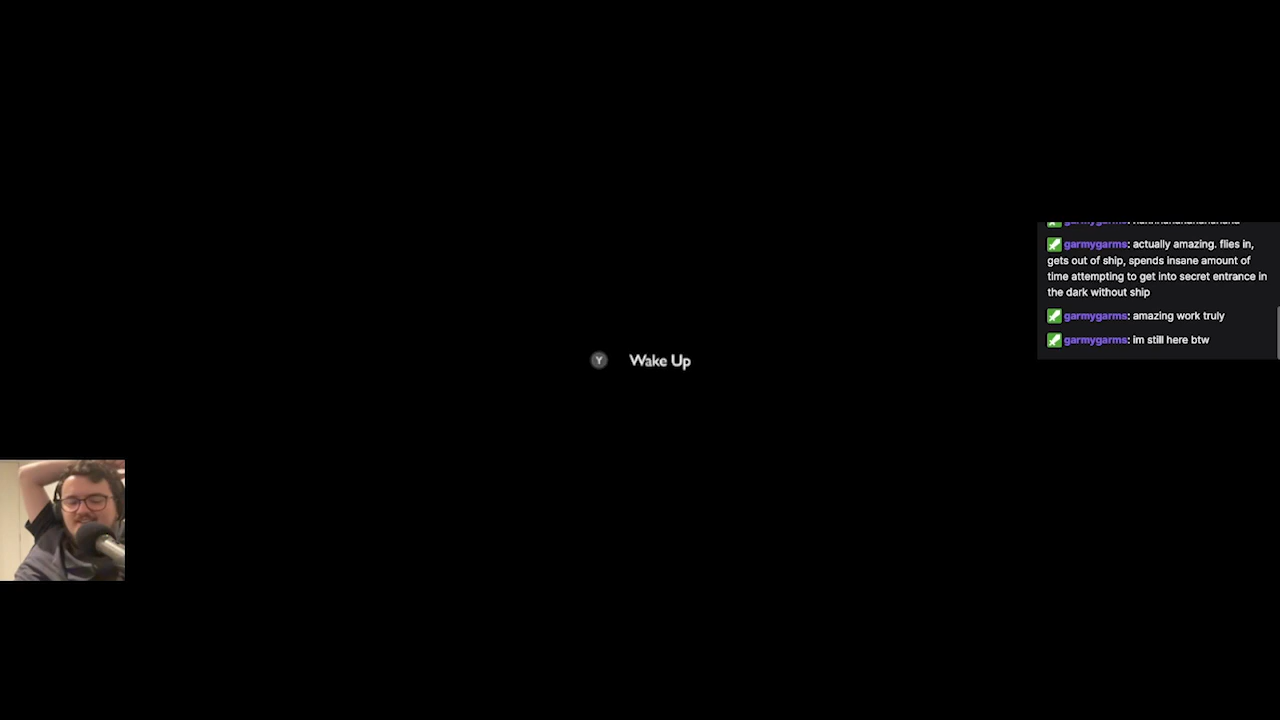 garmygarms:
garmygarms: actually amazing. flies in,
gets out of ship, spends insane amount of
time attempting to get into secret entrance in
the dark without ship
garmygarms: amazing work truly
garmygarms: im still here btw
Y Wake Up